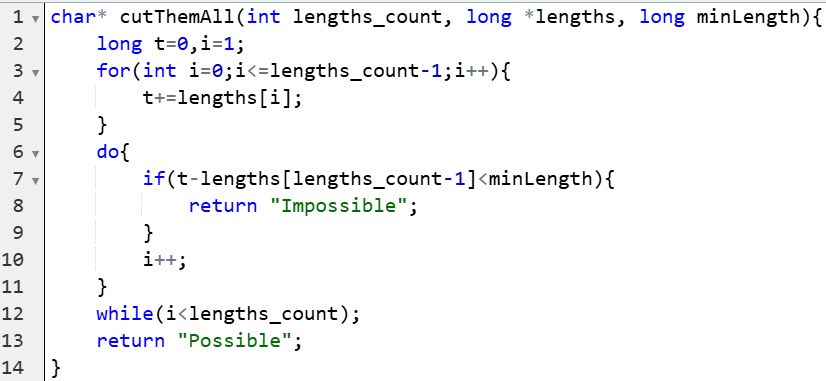 1 char* cutThemAll(int lengths_count, long *lengths, long minLength){
2     long t=0,i=1;
3     for(int i=0;i<=lengths_count-1;i++){
4         t+=lengths[i];
5     }
6     do{
7         if(t-lengths[lengths_count-1]<minLength){
8             return "Impossible";
9         }
10         i++;
11     }
12     while(i<lengths_count);
13     return "Possible";
14 }